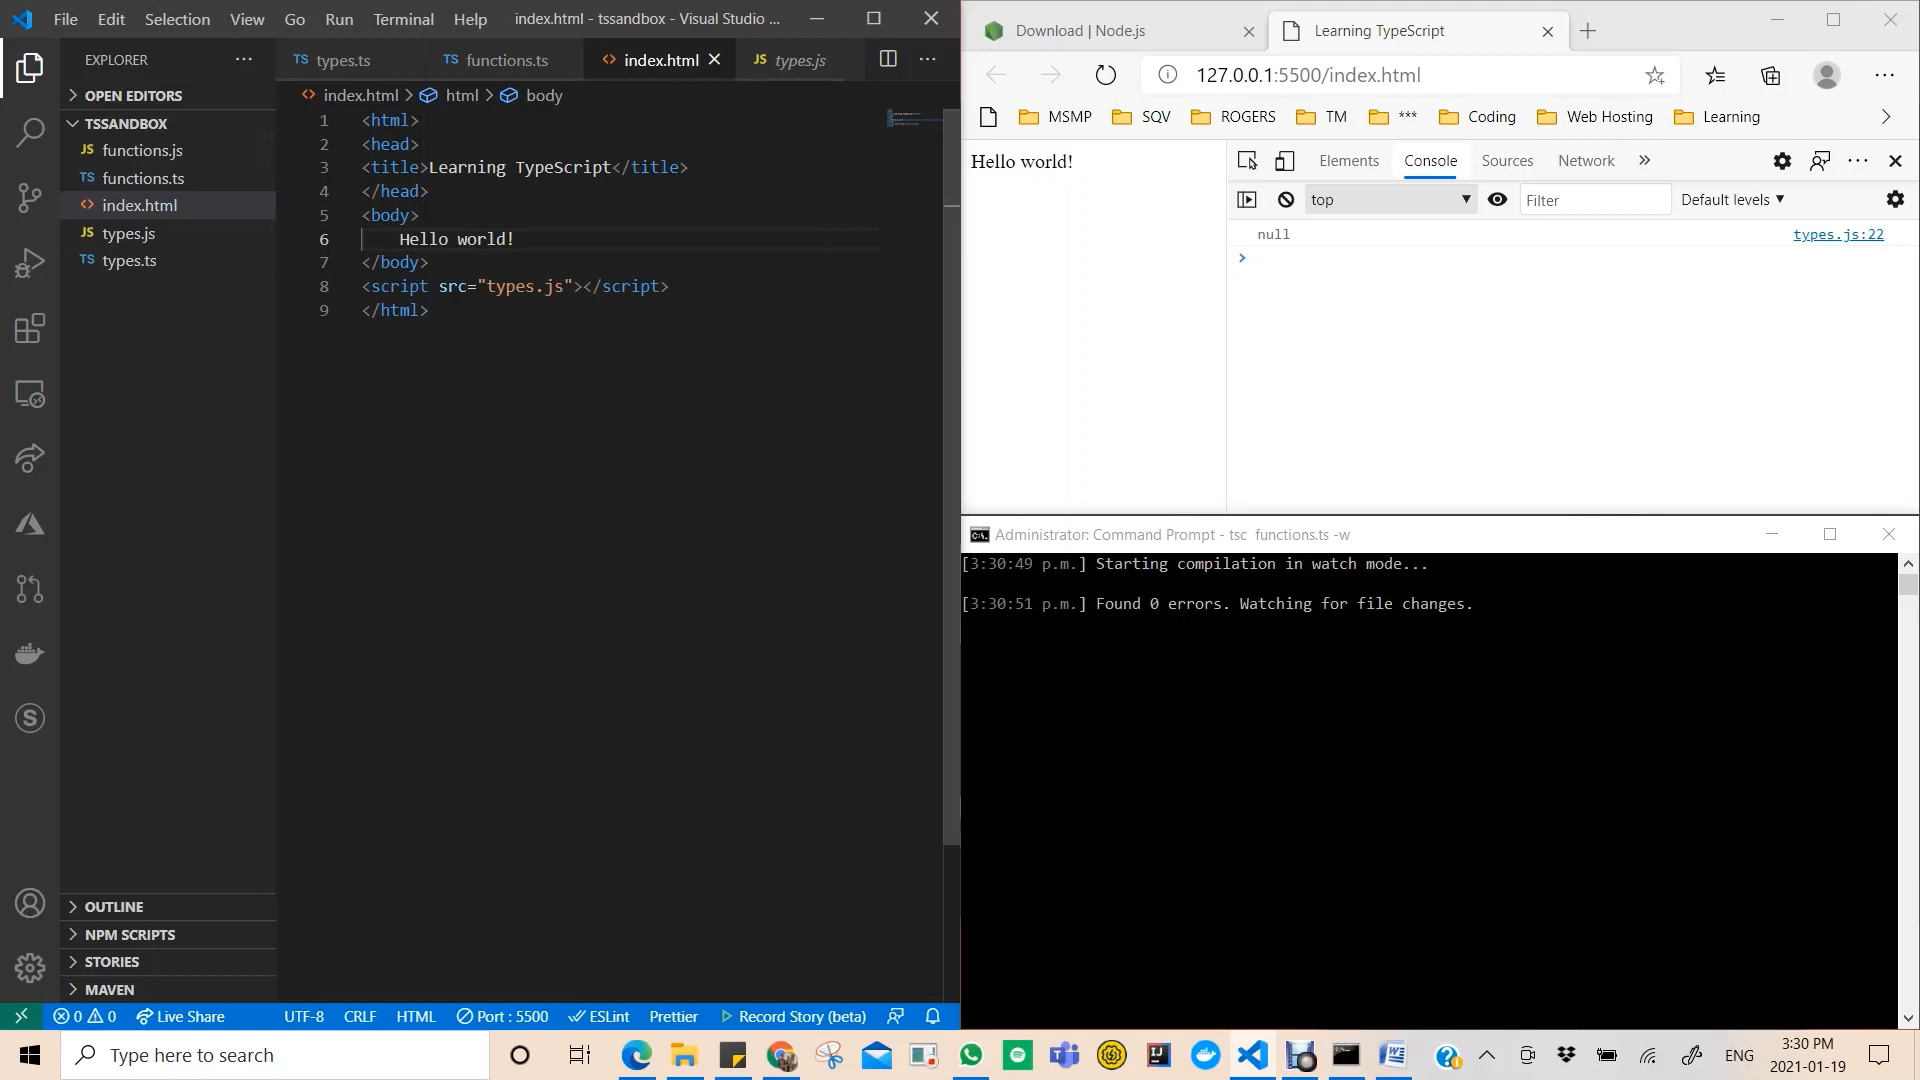 File Edit Selection View Go Run Terminal Help index.html - tssandbox - Visual Studio ...
EXPLORER
OPEN EDITORS
TSSANDBOX
JS functions.js
TS functions.ts
<> index.html
JS types.js
TS types.ts
OUTLINE
NPM SCRIPTS
STORIES
MAVEN
TS types.ts TS functions.ts <> index.html JS types.js
<> index.html > html > body
1 <html>
2 <head>
3 <title>Learning TypeScript</title>
4 </head>
5 <body>
6 Hello world!
7 </body>
8 <script src="types.js"></script>
9 </html>
0 0 Live Share UTF-8 CRLF HTML Port : 5500 ESLint Prettier Record Story (beta)
Download | Node.js Learning TypeScript
127.0.0.1:5500/index.html
MSMP SQV ROGERS TM *** Coding Web Hosting Learning
Hello world!
Elements Console Sources Network
top Filter Default levels
null types.js:22
Administrator: Command Prompt - tsc functions.ts -w
[3:30:49 p.m.] Starting compilation in watch mode...
[3:30:51 p.m.] Found 0 errors. Watching for file changes.
Type here to search
ENG
3:30 PM
2021-01-19